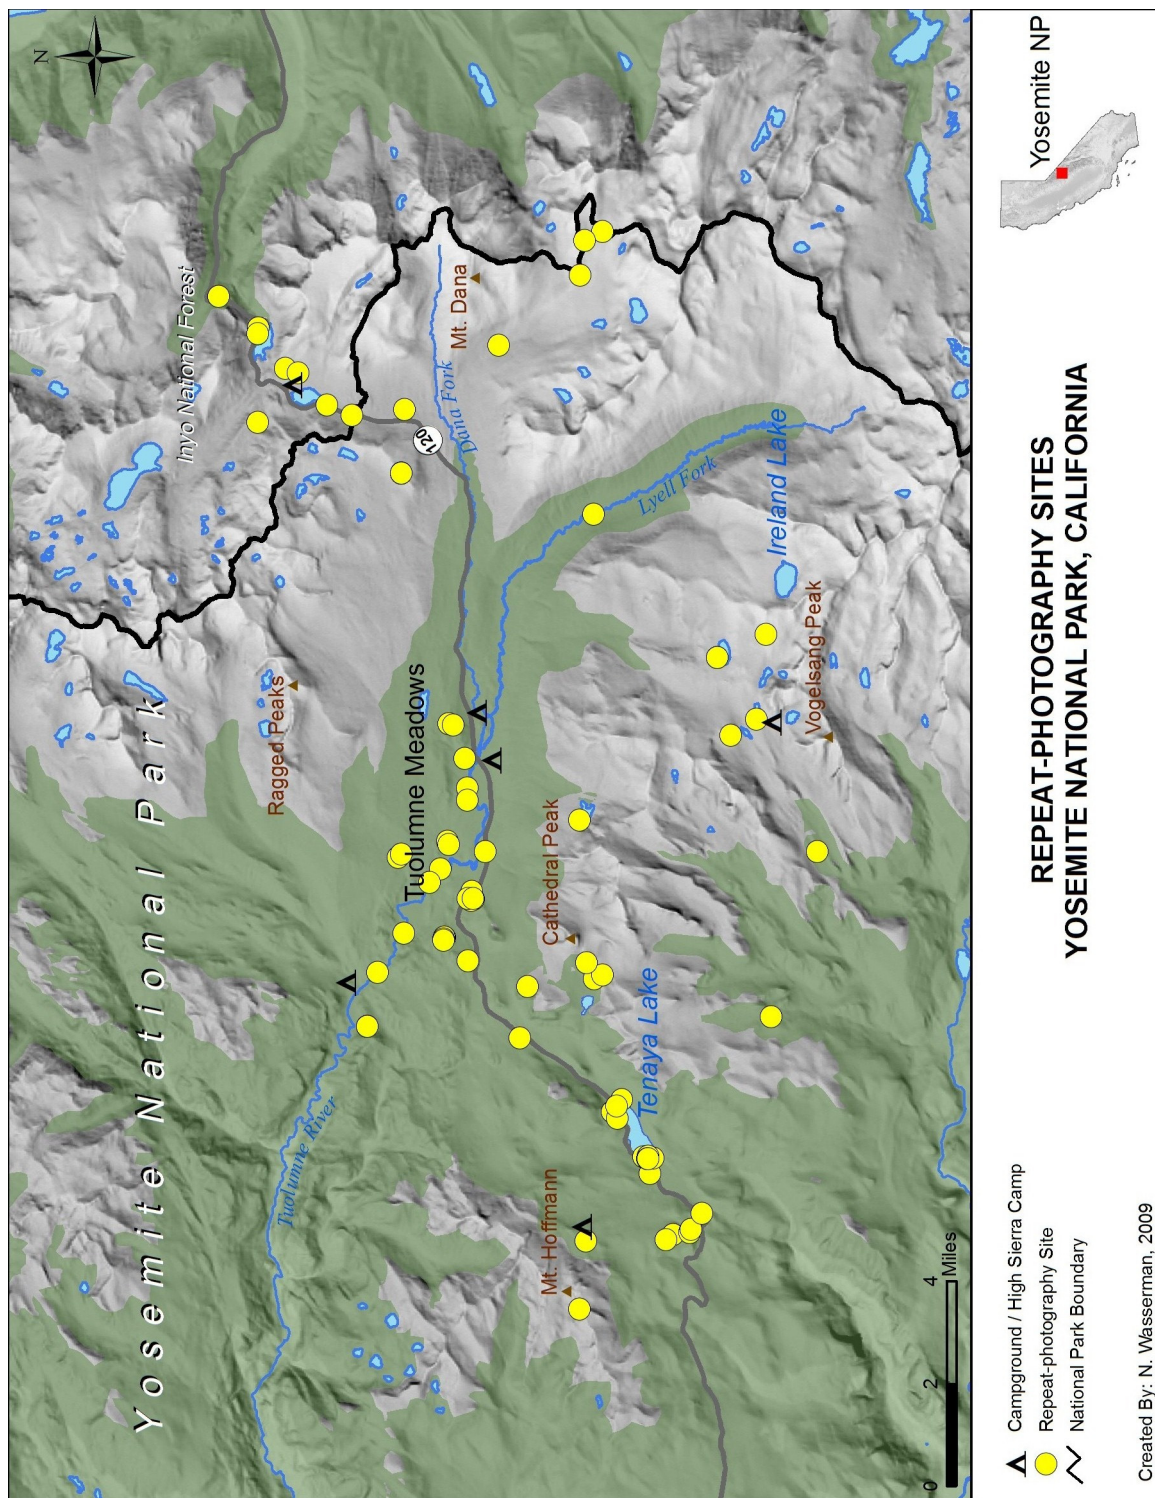 N
Inyo National Forest
Yosemite National Park
Ragged Peaks
Tuolumne Meadows
120
Dana Fork
Mt. Dana
Lyell Fork
Ireland Lake
Vogelsang Peak
Cathedral Peak
Tenaya Lake
Tuolumne River
Mt. Hoffmann
0 2 4
Miles
REPEAT-PHOTOGRAPHY SITES
YOSEMITE NATIONAL PARK, CALIFORNIA
Yosemite NP
Campground / High Sierra Camp
Repeat-photography Site
National Park Boundary
Created By: N. Wasserman, 2009